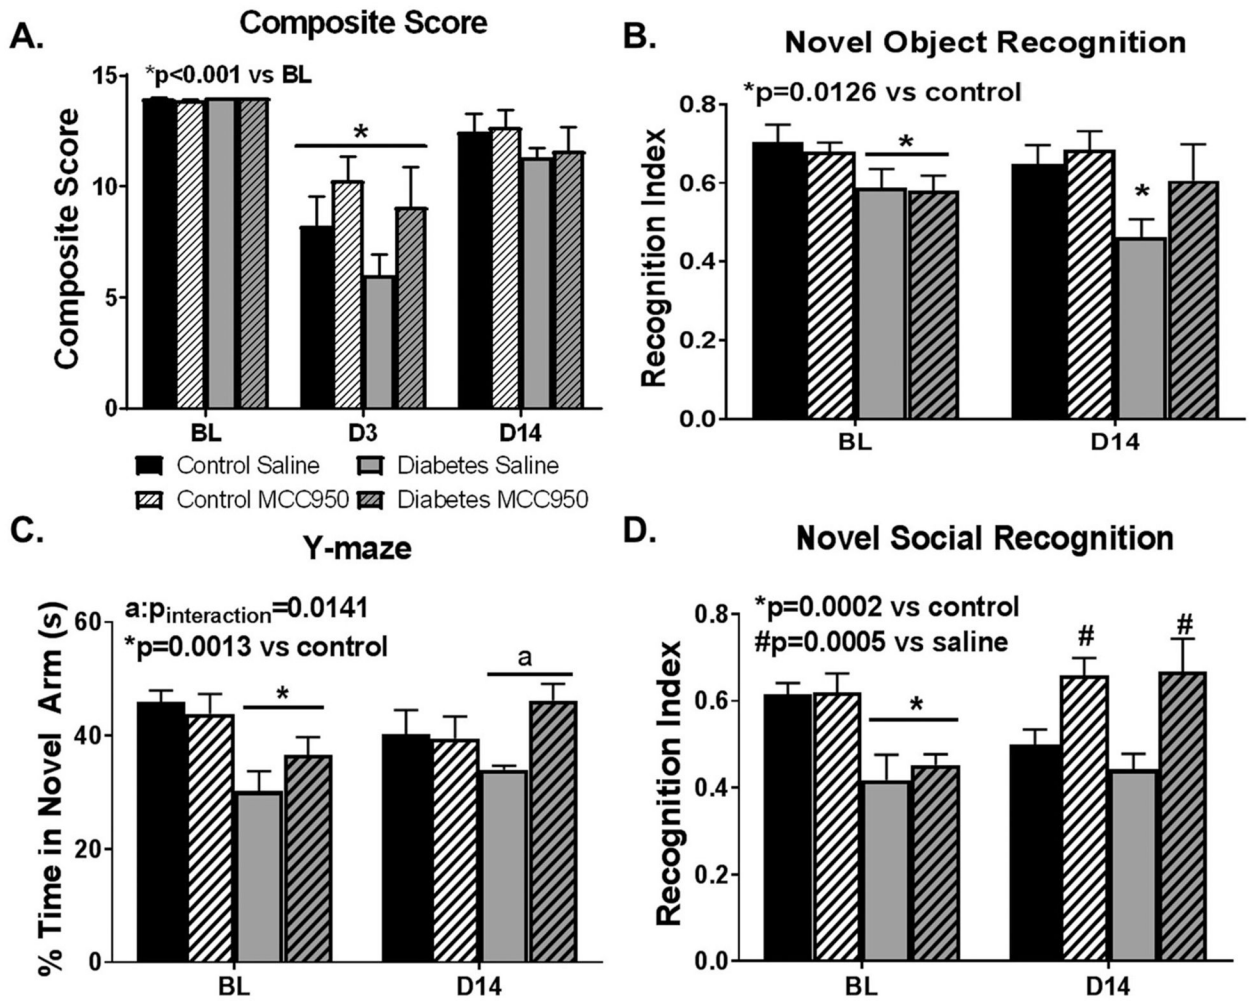 A.
Composite Score
*p<0.001 vs BL
Composite Score
15
10
5
0
*
BL
D3
D14
Control Saline
Diabetes Saline
Control MCC950
Diabetes MCC950
B.
Novel Object Recognition
*p=0.0126 vs control
Recognition Index
0.8
0.6
0.4
0.2
0.0
*
*
BL
D14
C.
Y-maze
a:pinteraction=0.0141
*p=0.0013 vs control
% Time in Novel Arm (s)
60
40
20
0
*
a
BL
D14
D.
Novel Social Recognition
*p=0.0002 vs control
#p=0.0005 vs saline
Recognition Index
0.8
0.6
0.4
0.2
0.0
*
#
#
BL
D14